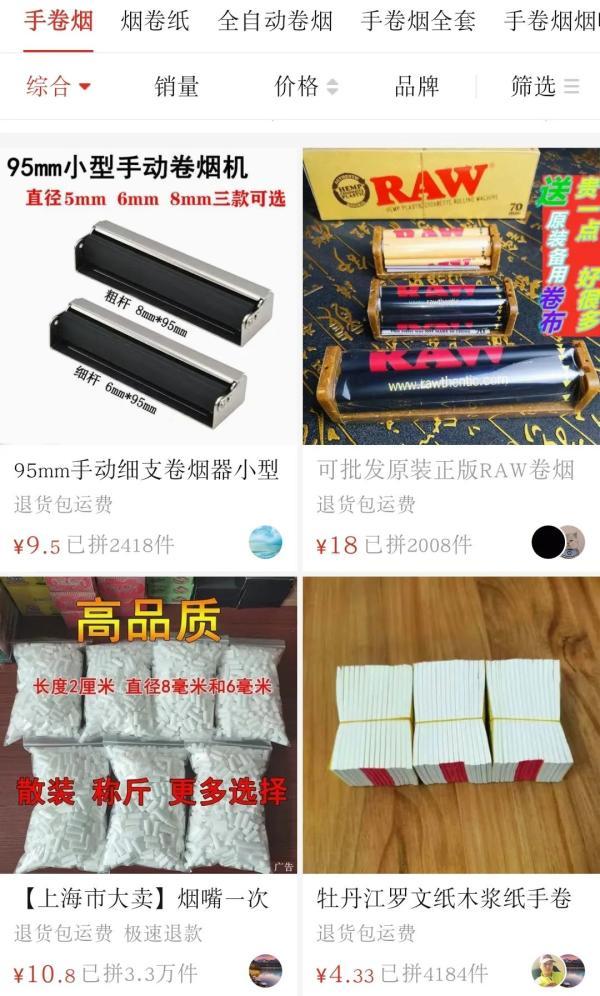 手卷烟 烟卷纸 全自动卷烟 手卷烟全套 手卷烟烟
综合 销量 价格 品牌 筛选
95mm小型手动卷烟机
直径5mm 6mm 8mm三款可选
粗杆 8mm*95mm
细杆 6mm*95mm
95mm手动细支卷烟器小型
退货包运费
¥9.5 已拼2418件
RAW
HEMP PLASTIC CIGARETTE ROLLING MACHINE
70
贵一点 好很多
送原装备用卷布
RAW
RAW
RAW
www.rawthentic.com
可批发原装正版RAW卷烟
退货包运费
¥18 已拼2008件
高品质
长度2厘米 直径8毫米和6毫米
散装 称斤 更多选择
广告
【上海市大卖】烟嘴一次
退货包运费 极速退款
¥10.8 已拼3.3万件
牡丹江罗文纸木浆纸手卷
退货包运费
¥4.33 已拼4184件